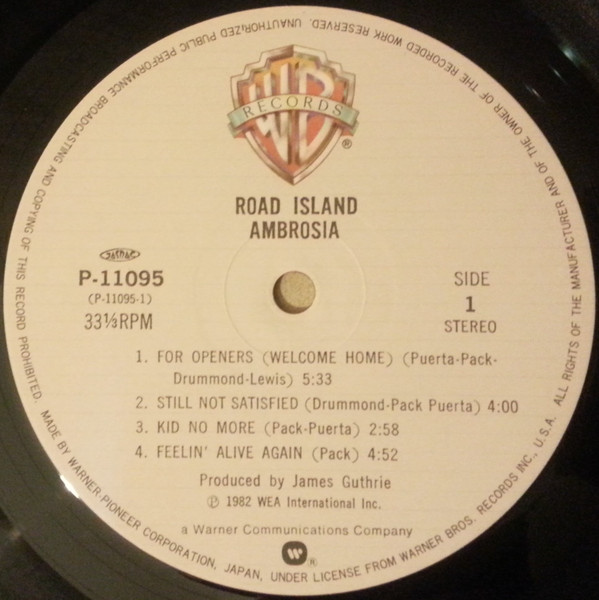 WB
RECORDS
®
ROAD ISLAND
AMBROSIA
JASRAC
P-11095
(P-11095-1)
33⅓RPM
SIDE
1
STEREO
1. FOR OPENERS (WELCOME HOME) (Puerta-Pack-
Drummond-Lewis) 5:33
2. STILL NOT SATISFIED (Drummond-Pack Puerta) 4:00
3. KID NO MORE (Pack-Puerta) 2:58
4. FEELIN' ALIVE AGAIN (Pack) 4:52
Produced by James Guthrie
℗ 1982 WEA International Inc.
a Warner Communications Company
®
MADE BY WARNER-PIONEER CORPORATION, JAPAN, UNDER LICENSE FROM WARNER BROS. RECORDS INC., U.S.A. ALL RIGHTS OF THE MANUFACTURER AND OF THE OWNER OF THE RECORDED WORK RESERVED. UNAUTHORIZED PUBLIC PERFORMANCE BROADCASTING AND COPYING OF THIS RECORD PROHIBITED.